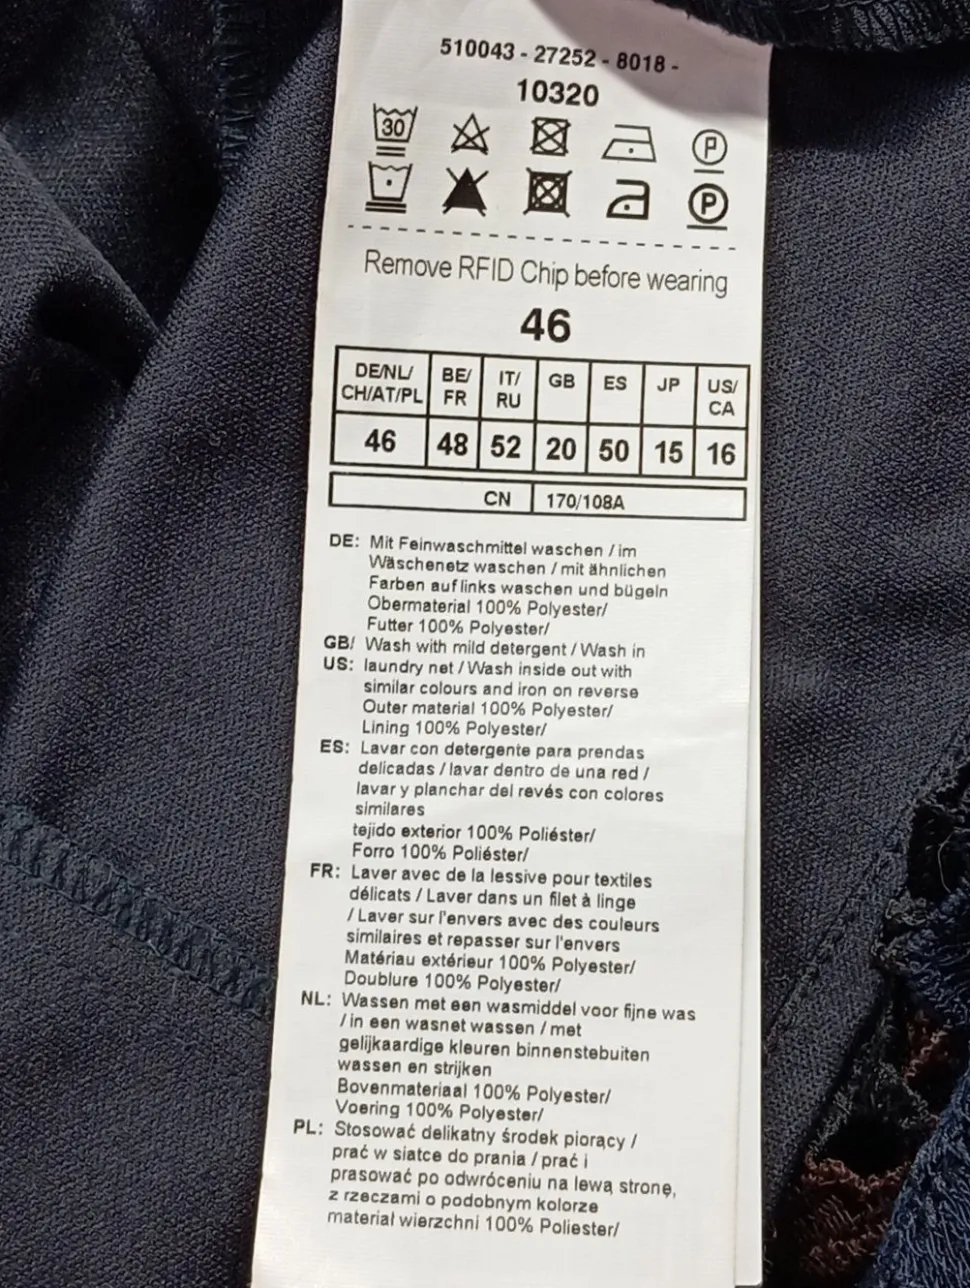 510043 - 27252 - 8018 -
10320
30
P
P
Remove RFID Chip before wearing
46
DE/NL/ BE/ IT/ GB ES JP US/
CH/AT/PL FR RU CA
46 48 52 20 50 15 16
CN 170/108A
DE: Mit Feinwaschmittel waschen / im
Wäschenetz waschen / mit ähnlichen
Farben auf links waschen und bügeln
Obermaterial 100% Polyester/
Futter 100% Polyester/
GB/ Wash with mild detergent / Wash in
US: laundry net / Wash inside out with
similar colours and iron on reverse
Outer material 100% Polyester/
Lining 100% Polyester/
ES: Lavar con detergente para prendas
delicadas / lavar dentro de una red /
lavar y planchar del revés con colores
similares
tejido exterior 100% Poliéster/
Forro 100% Poliéster/
FR: Laver avec de la lessive pour textiles
délicats / Laver dans un filet à linge
/ Laver sur l'envers avec des couleurs
similaires et repasser sur l'envers
Matériau extérieur 100% Polyester/
Doublure 100% Polyester/
NL: Wassen met een wasmiddel voor fijne was
/ in een wasnet wassen / met
gelijkaardige kleuren binnenstebuiten
wassen en strijken
Bovenmateriaal 100% Polyester/
Voering 100% Polyester/
PL: Stosować delikatny środek piorący /
prać w siatce do prania / prać i
prasować po odwróceniu na lewą stronę,
z rzeczami o podobnym kolorze
materiał wierzchni 100% Poliester/